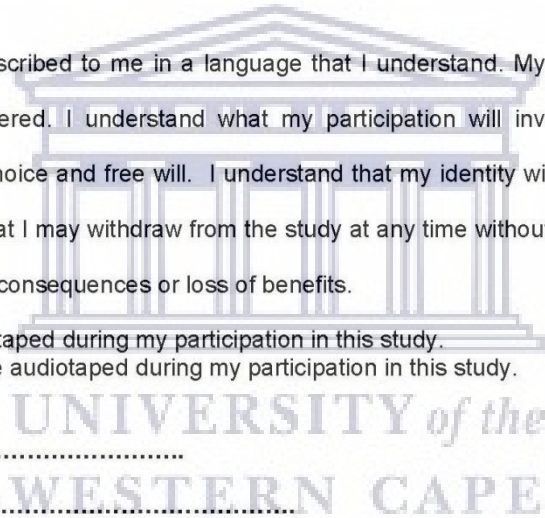 scribed to me in a language that I understand. My
ered. I understand what my participation will inv
noice and free will. I understand that my identity wi
at I may withdraw from the study at any time withou
consequences or loss of benefits.
taped during my participation in this study.
e audiotaped during my participation in this study.
UNIVERSITY of the
...............................
WESTERN CAPE
...............................................